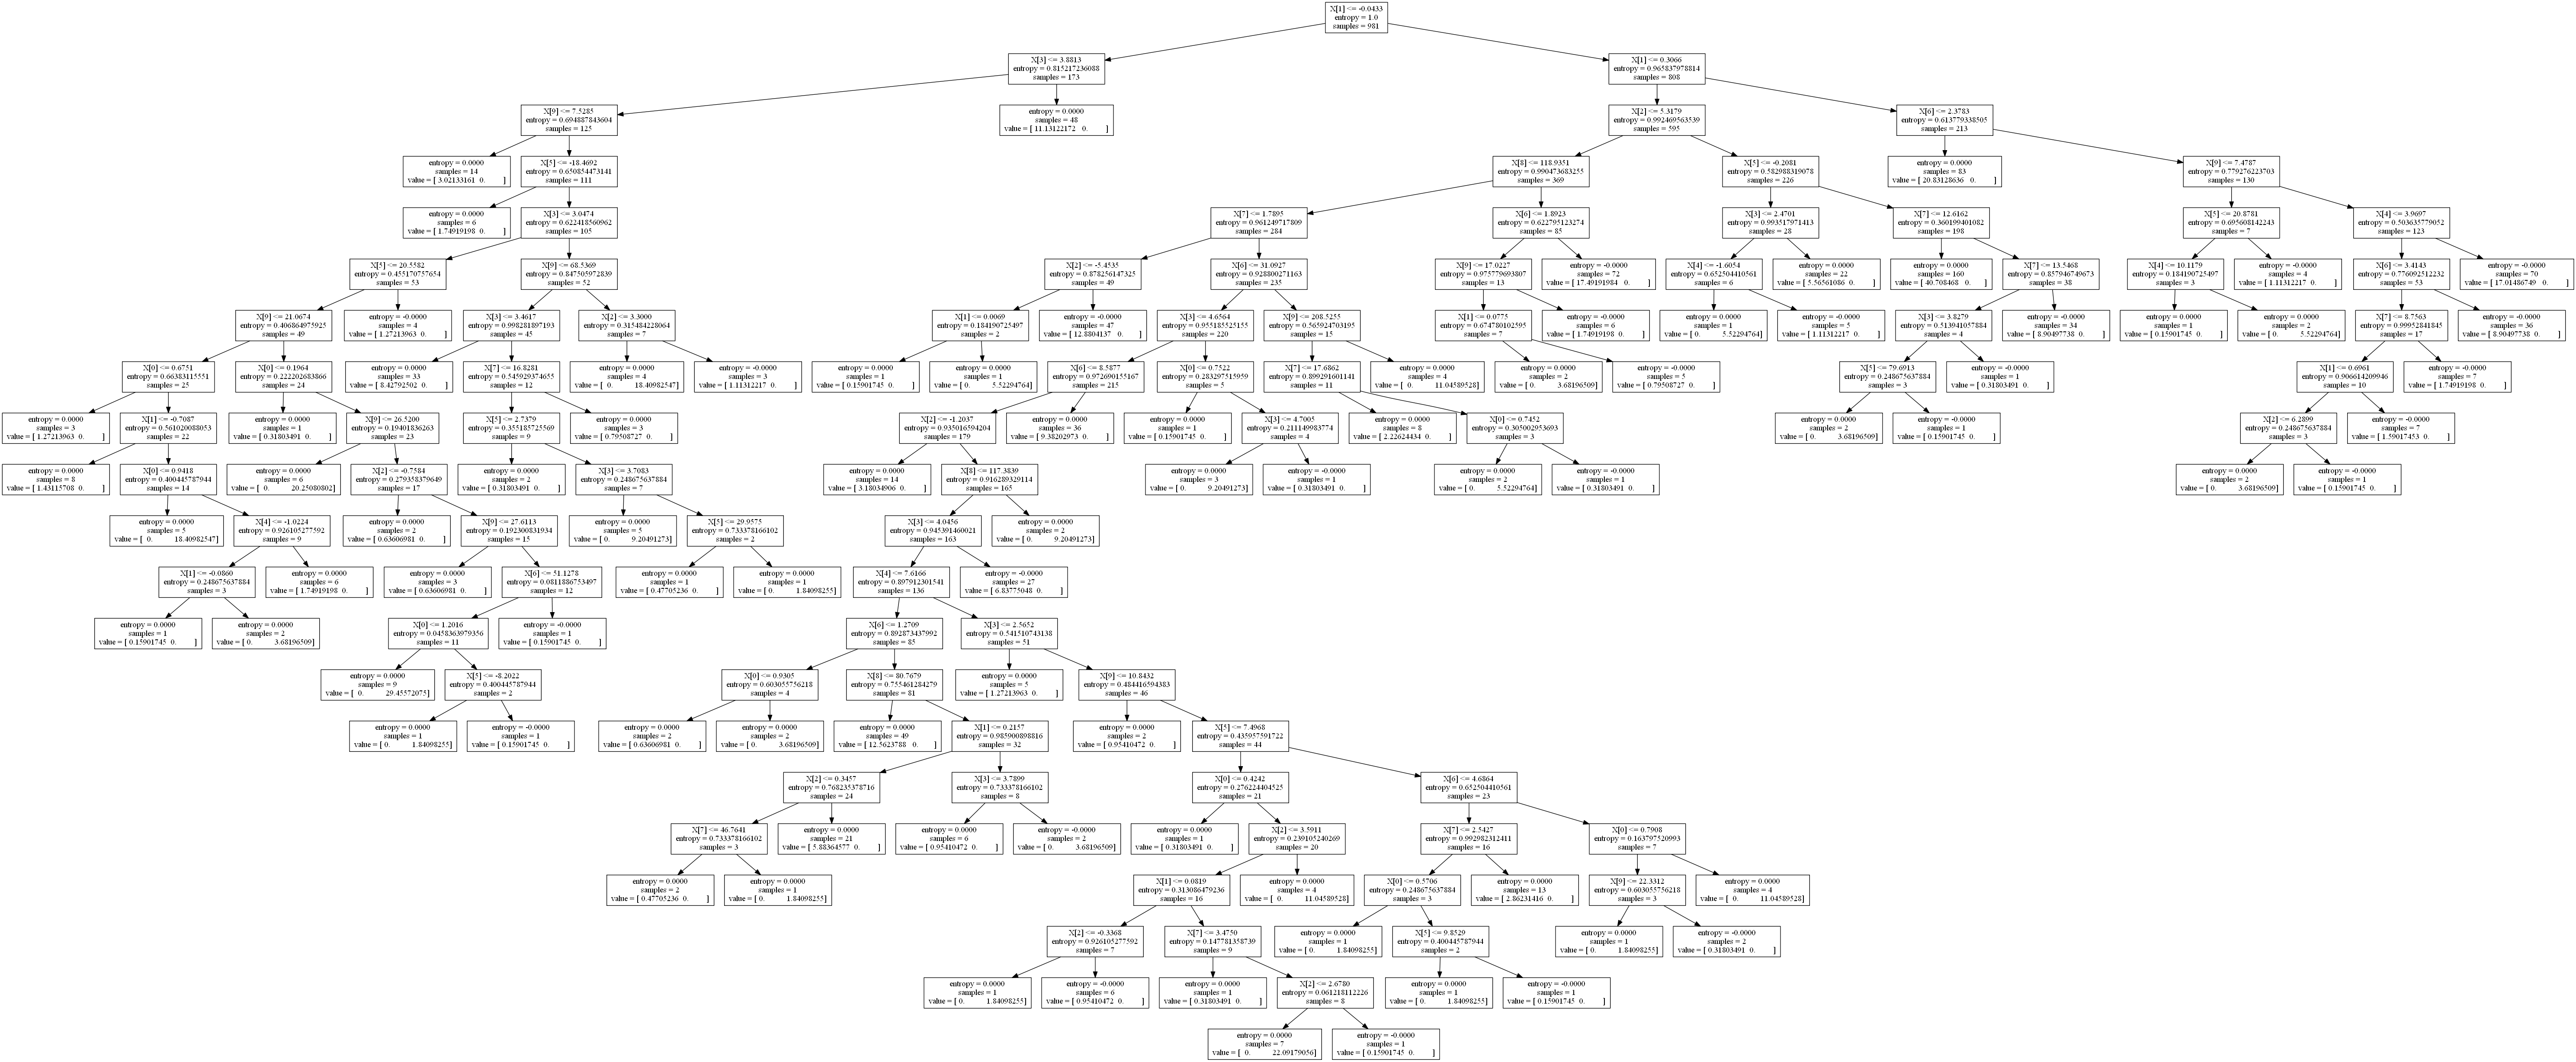 X[1] <= -0.0433
entropy = 1.0
samples = 981
X[3] <= 3.8813
entropy = 0.815217236088
samples = 173
X[1] <= 0.3066
entropy = 0.965837978814
samples = 808
X[9] <= 7.5285
entropy = 0.694887843604
samples = 125
entropy = 0.0000
samples = 48
value = [ 11.13122172 0. ]
X[2] <= 5.3179
entropy = 0.992469563539
samples = 595
X[6] <= 2.3783
entropy = 0.613779338505
samples = 213
entropy = 0.0000
samples = 14
value = [ 3.02133161 0. ]
X[5] <= -18.4692
entropy = 0.650854473141
samples = 111
X[8] <= 118.9351
entropy = 0.990473683255
samples = 369
X[5] <= -0.2081
entropy = 0.582988319078
samples = 226
entropy = 0.0000
samples = 83
value = [ 20.83128636 0. ]
X[9] <= 7.4787
entropy = 0.779276223703
samples = 130
entropy = 0.0000
samples = 6
value = [ 1.74919198 0. ]
X[3] <= 3.0474
entropy = 0.622418560962
samples = 105
X[7] <= 1.7895
entropy = 0.961249717809
samples = 284
X[6] <= 1.8923
entropy = 0.622795123274
samples = 85
X[3] <= 2.4701
entropy = 0.993517971413
samples = 28
X[7] <= 12.6162
entropy = 0.360199401082
samples = 198
X[5] <= 20.8781
entropy = 0.695608142243
samples = 7
X[4] <= 3.9697
entropy = 0.503635779052
samples = 123
X[5] <= 20.5582
entropy = 0.455170757654
samples = 53
X[9] <= 68.5369
entropy = 0.847505972839
samples = 52
X[2] <= -5.4535
entropy = 0.878256147325
samples = 49
X[6] <= 31.0927
entropy = 0.928800271163
samples = 235
X[9] <= 17.0227
entropy = 0.975779693807
samples = 13
entropy = -0.0000
samples = 72
value = [ 17.49191984 0. ]
X[4] <= -1.6054
entropy = 0.652504410561
samples = 6
entropy = 0.0000
samples = 22
value = [ 5.56561086 0. ]
entropy = 0.0000
samples = 160
value = [ 40.708468 0. ]
X[7] <= 13.5468
entropy = 0.857946749673
samples = 38
X[4] <= 10.1179
entropy = 0.184190725497
samples = 3
entropy = -0.0000
samples = 4
value = [ 1.11312217 0. ]
X[6] <= 3.4143
entropy = 0.776092512232
samples = 53
entropy = -0.0000
samples = 70
value = [ 17.01486749 0. ]
X[9] <= 21.0674
entropy = 0.406864975925
samples = 49
entropy = -0.0000
samples = 4
value = [ 1.27213963 0. ]
X[3] <= 3.4617
entropy = 0.998281897193
samples = 45
X[2] <= 3.3000
entropy = 0.315484228064
samples = 7
X[1] <= 0.0069
entropy = 0.184190725497
samples = 2
entropy = -0.0000
samples = 47
value = [ 12.8804137 0. ]
X[3] <= 4.6564
entropy = 0.955185525155
samples = 220
X[9] <= 208.5255
entropy = 0.565924703195
samples = 15
X[1] <= 0.0775
entropy = 0.674780102595
samples = 7
entropy = -0.0000
samples = 6
value = [ 1.74919198 0. ]
entropy = 0.0000
samples = 1
value = [ 0. 5.52294764]
entropy = -0.0000
samples = 5
value = [ 1.11312217 0. ]
X[3] <= 3.8279
entropy = 0.513941057884
samples = 4
entropy = -0.0000
samples = 34
value = [ 8.90497738 0. ]
entropy = 0.0000
samples = 1
value = [ 0.15901745 0. ]
entropy = 0.0000
samples = 2
value = [ 0. 5.52294764]
X[7] <= 8.7563
entropy = 0.99952841845
samples = 17
entropy = -0.0000
samples = 36
value = [ 8.90497738 0. ]
X[0] <= 0.6751
entropy = 0.66383115551
samples = 25
X[0] <= 0.1964
entropy = 0.222202683866
samples = 24
entropy = 0.0000
samples = 33
value = [ 8.42792502 0. ]
X[7] <= 16.8281
entropy = 0.545929374655
samples = 12
entropy = 0.0000
samples = 4
value = [ 0. 18.40982547]
entropy = -0.0000
samples = 3
value = [ 1.11312217 0. ]
entropy = 0.0000
samples = 1
value = [ 0.15901745 0. ]
entropy = 0.0000
samples = 1
value = [ 0. 5.52294764]
X[6] <= 8.5877
entropy = 0.972690155167
samples = 215
X[0] <= 0.7522
entropy = 0.283297515959
samples = 5
X[7] <= 17.6862
entropy = 0.899291601141
samples = 11
entropy = 0.0000
samples = 4
value = [ 0. 11.04589528]
entropy = 0.0000
samples = 2
value = [ 0. 3.68196509]
entropy = -0.0000
samples = 5
value = [ 0.79508727 0. ]
X[5] <= 79.6913
entropy = 0.248675637884
samples = 3
entropy = -0.0000
samples = 1
value = [ 0.31803491 0. ]
X[1] <= 0.6961
entropy = 0.906614209946
samples = 10
entropy = -0.0000
samples = 7
value = [ 1.74919198 0. ]
entropy = 0.0000
samples = 3
value = [ 1.27213963 0. ]
X[1] <= -0.7087
entropy = 0.561020088053
samples = 22
entropy = 0.0000
samples = 1
value = [ 0.31803491 0. ]
X[9] <= 26.5200
entropy = 0.19401836263
samples = 23
X[5] <= 2.7379
entropy = 0.355185725569
samples = 9
entropy = 0.0000
samples = 3
value = [ 0.79508727 0. ]
X[2] <= -1.2037
entropy = 0.935016594204
samples = 179
entropy = 0.0000
samples = 36
value = [ 9.38202973 0. ]
entropy = 0.0000
samples = 1
value = [ 0.15901745 0. ]
X[3] <= 4.7005
entropy = 0.211149983774
samples = 4
entropy = 0.0000
samples = 8
value = [ 2.22624434 0. ]
X[0] <= 0.7452
entropy = 0.305002953693
samples = 3
entropy = 0.0000
samples = 2
value = [ 0. 3.68196509]
entropy = -0.0000
samples = 1
value = [ 0.15901745 0. ]
X[2] <= 6.2899
entropy = 0.248675637884
samples = 3
entropy = -0.0000
samples = 7
value = [ 1.59017453 0. ]
entropy = 0.0000
samples = 8
value = [ 1.43115708 0. ]
X[0] <= 0.9418
entropy = 0.400445787944
samples = 14
entropy = 0.0000
samples = 6
value = [ 0. 20.25080802]
X[2] <= -0.7584
entropy = 0.279358379649
samples = 17
entropy = 0.0000
samples = 2
value = [ 0.31803491 0. ]
X[3] <= 3.7083
entropy = 0.248675637884
samples = 7
entropy = 0.0000
samples = 14
value = [ 3.18034906 0. ]
X[8] <= 117.3839
entropy = 0.916289329114
samples = 165
entropy = 0.0000
samples = 3
value = [ 0. 9.20491273]
entropy = -0.0000
samples = 1
value = [ 0.31803491 0. ]
entropy = 0.0000
samples = 2
value = [ 0. 5.52294764]
entropy = -0.0000
samples = 1
value = [ 0.31803491 0. ]
entropy = 0.0000
samples = 2
value = [ 0. 3.68196509]
entropy = -0.0000
samples = 1
value = [ 0.15901745 0. ]
entropy = 0.0000
samples = 5
value = [ 0. 18.40982547]
X[4] <= -1.0224
entropy = 0.926105277592
samples = 9
entropy = 0.0000
samples = 2
value = [ 0.63606981 0. ]
X[9] <= 27.6113
entropy = 0.192300831934
samples = 15
entropy = 0.0000
samples = 5
value = [ 0. 9.20491273]
X[5] <= 29.9575
entropy = 0.733378166102
samples = 2
X[3] <= 4.0456
entropy = 0.945391460021
samples = 163
entropy = 0.0000
samples = 2
value = [ 0. 9.20491273]
X[1] <= -0.0860
entropy = 0.248675637884
samples = 3
entropy = 0.0000
samples = 6
value = [ 1.74919198 0. ]
entropy = 0.0000
samples = 3
value = [ 0.63606981 0. ]
X[6] <= 51.1278
entropy = 0.0811886753497
samples = 12
entropy = 0.0000
samples = 1
value = [ 0.47705236 0. ]
entropy = 0.0000
samples = 1
value = [ 0. 1.84098255]
X[4] <= 7.6166
entropy = 0.897912301541
samples = 136
entropy = -0.0000
samples = 27
value = [ 6.83775048 0. ]
entropy = 0.0000
samples = 1
value = [ 0.15901745 0. ]
entropy = 0.0000
samples = 2
value = [ 0. 3.68196509]
X[0] <= 1.2016
entropy = 0.0458363979356
samples = 11
entropy = -0.0000
samples = 1
value = [ 0.15901745 0. ]
X[6] <= 1.2709
entropy = 0.892873437992
samples = 85
X[3] <= 2.5652
entropy = 0.541510743138
samples = 51
entropy = 0.0000
samples = 9
value = [ 0. 29.45572075]
X[5] <= -8.2022
entropy = 0.400445787944
samples = 2
X[0] <= 0.9305
entropy = 0.603055756218
samples = 4
X[8] <= 80.7679
entropy = 0.755461284279
samples = 81
entropy = 0.0000
samples = 5
value = [ 1.27213963 0. ]
X[9] <= 10.8432
entropy = 0.484416594383
samples = 46
entropy = 0.0000
samples = 1
value = [ 0. 1.84098255]
entropy = -0.0000
samples = 1
value = [ 0.15901745 0. ]
entropy = 0.0000
samples = 2
value = [ 0.63606981 0. ]
entropy = 0.0000
samples = 2
value = [ 0. 3.68196509]
entropy = 0.0000
samples = 49
value = [ 12.5623788 0. ]
X[1] <= 0.2157
entropy = 0.985900898816
samples = 32
entropy = 0.0000
samples = 2
value = [ 0.95410472 0. ]
X[5] <= 7.4968
entropy = 0.435957591722
samples = 44
X[2] <= 0.3457
entropy = 0.768235378716
samples = 24
X[3] <= 3.7899
entropy = 0.733378166102
samples = 8
X[0] <= 0.4242
entropy = 0.276224404525
samples = 21
X[6] <= 4.6864
entropy = 0.652504410561
samples = 23
X[7] <= 46.7641
entropy = 0.733378166102
samples = 3
entropy = 0.0000
samples = 21
value = [ 5.88364577 0. ]
entropy = 0.0000
samples = 6
value = [ 0.95410472 0. ]
entropy = -0.0000
samples = 2
value = [ 0. 3.68196509]
entropy = 0.0000
samples = 1
value = [ 0.31803491 0. ]
X[2] <= 3.5911
entropy = 0.239105240269
samples = 20
X[7] <= 2.5427
entropy = 0.992982312411
samples = 16
X[0] <= 0.7908
entropy = 0.163797520993
samples = 7
entropy = 0.0000
samples = 2
value = [ 0.47705236 0. ]
entropy = 0.0000
samples = 1
value = [ 0. 1.84098255]
X[1] <= 0.0819
entropy = 0.313086479236
samples = 16
entropy = 0.0000
samples = 4
value = [ 0. 11.04589528]
X[0] <= 0.5706
entropy = 0.248675637884
samples = 3
entropy = 0.0000
samples = 13
value = [ 2.86231416 0. ]
X[9] <= 22.3312
entropy = 0.603055756218
samples = 3
entropy = 0.0000
samples = 4
value = [ 0. 11.04589528]
X[2] <= -0.3368
entropy = 0.926105277592
samples = 7
X[7] <= 3.4750
entropy = 0.147781358739
samples = 9
entropy = 0.0000
samples = 1
value = [ 0. 1.84098255]
X[5] <= 9.8529
entropy = 0.400445787944
samples = 2
entropy = 0.0000
samples = 1
value = [ 0. 1.84098255]
entropy = -0.0000
samples = 2
value = [ 0.31803491 0. ]
entropy = 0.0000
samples = 1
value = [ 0. 1.84098255]
entropy = -0.0000
samples = 6
value = [ 0.95410472 0. ]
entropy = 0.0000
samples = 1
value = [ 0.31803491 0. ]
X[2] <= 2.6780
entropy = 0.061218112226
samples = 8
entropy = 0.0000
samples = 1
value = [ 0. 1.84098255]
entropy = -0.0000
samples = 1
value = [ 0.15901745 0. ]
entropy = 0.0000
samples = 7
value = [ 0. 22.09179056]
entropy = -0.0000
samples = 1
value = [ 0.15901745 0. ]